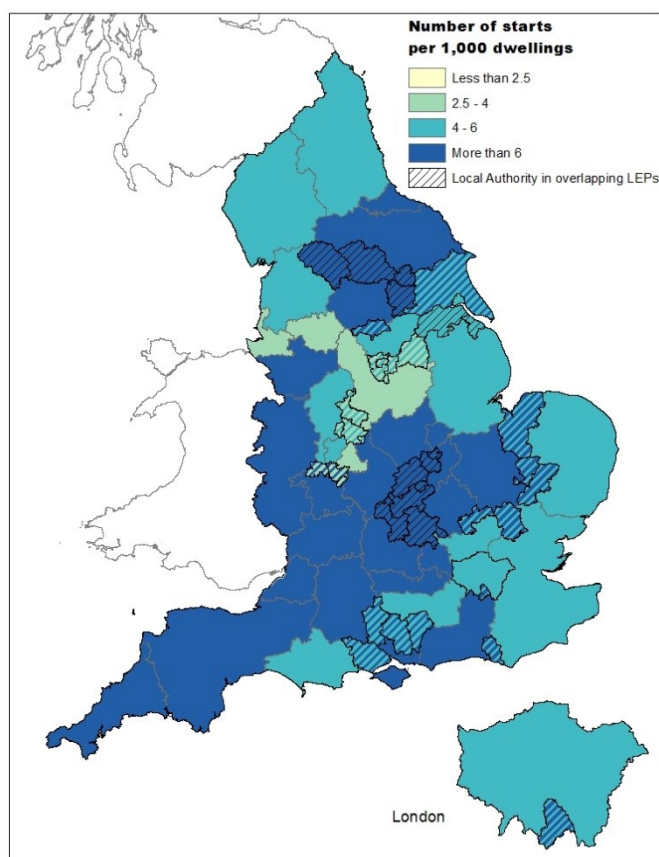 Number of starts
per 1,000 dwellings
Less than 2.5
2.5 - 4
4 - 6
More than 6
Local Authority in overlapping LEPs
London